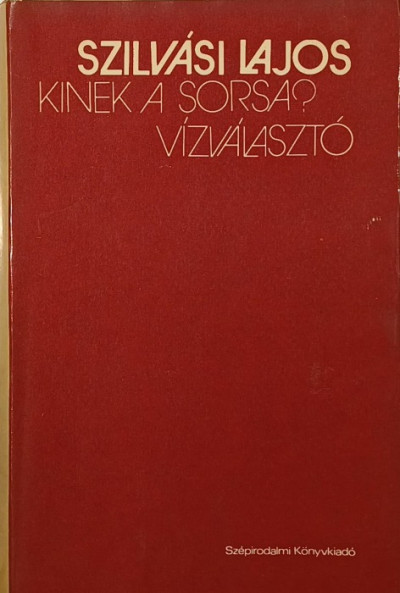 SZILVÁSI LAJOS
KINEK A SORSA?
VÍZVÁLASZTÓ
Szépirodalmi Könyvkiadó